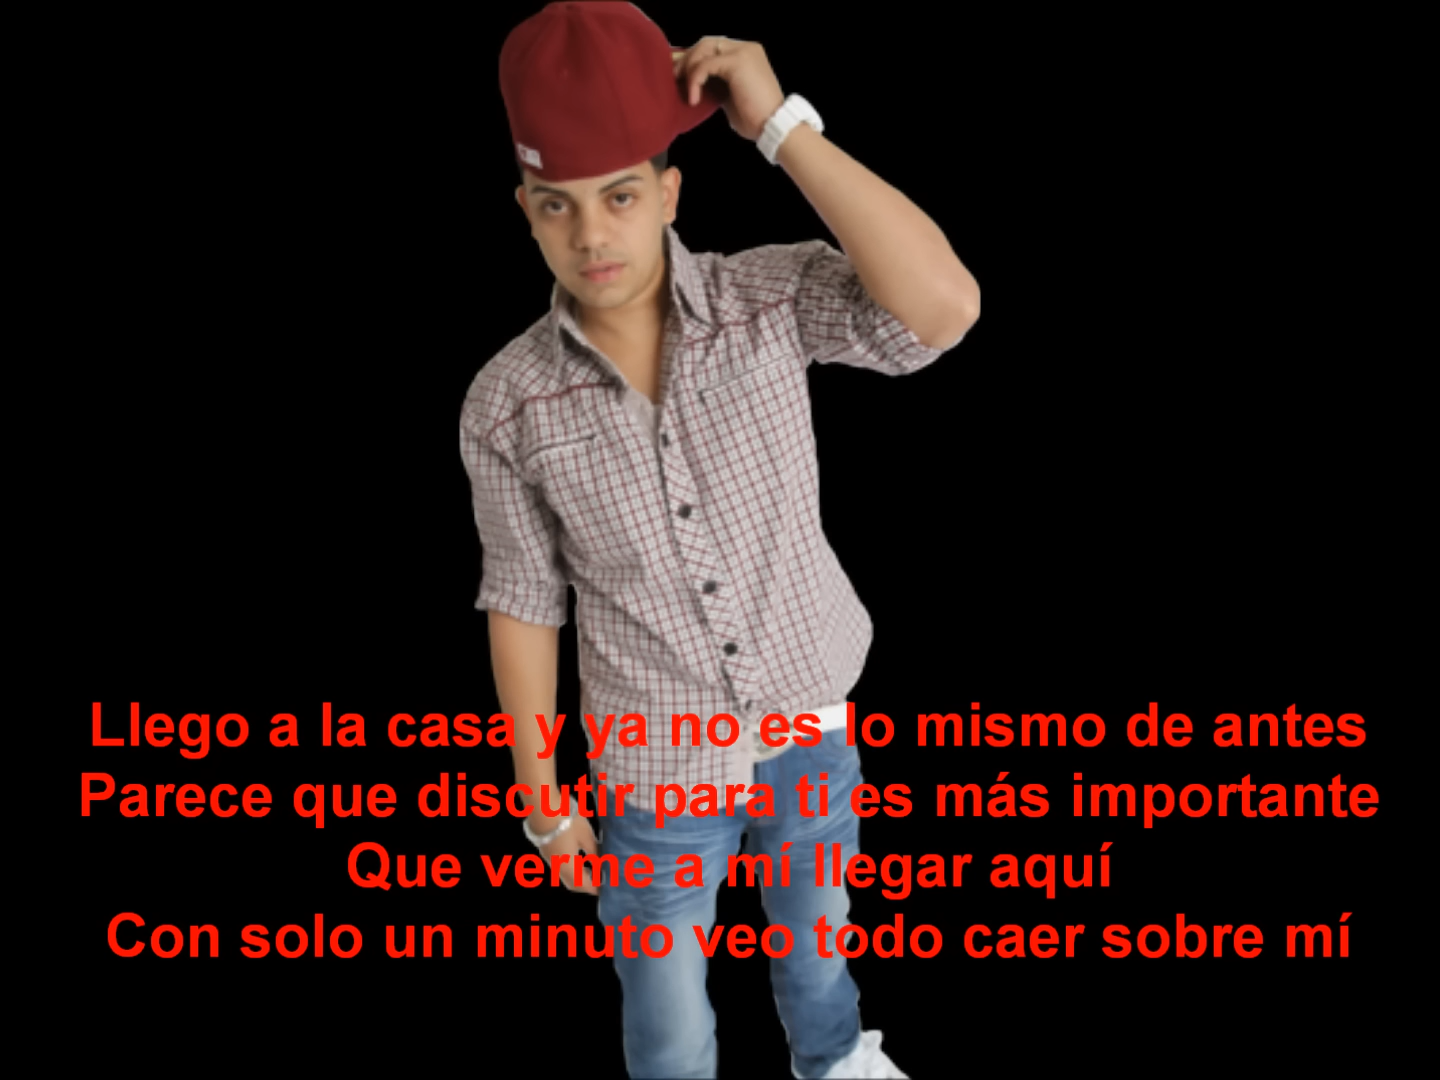 Llego a la casa y ya no es lo mismo de antes
Parece que discutir para ti es más importante
Que verme a mí llegar aquí
Con solo un minuto veo todo caer sobre mí